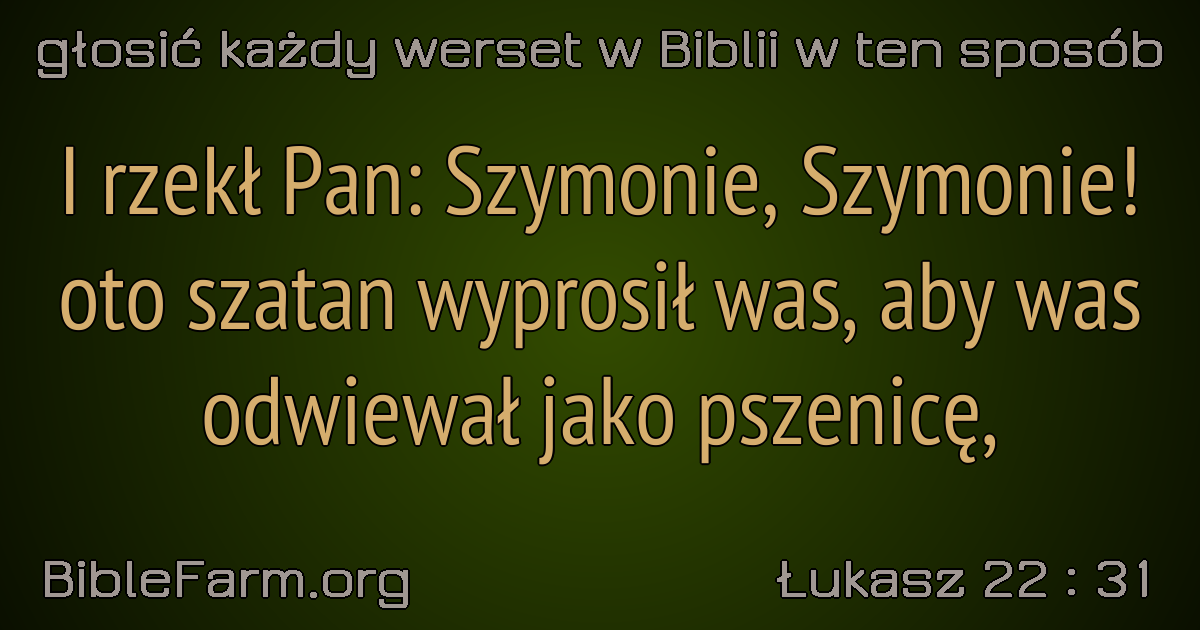 głosić każdy werset w Biblii w ten sposób
I rzekł Pan: Szymonie, Szymonie!
oto szatan wyprosił was, aby was
odwiewał jako pszenicę,
BibleFarm.org
Łukasz 22 : 31